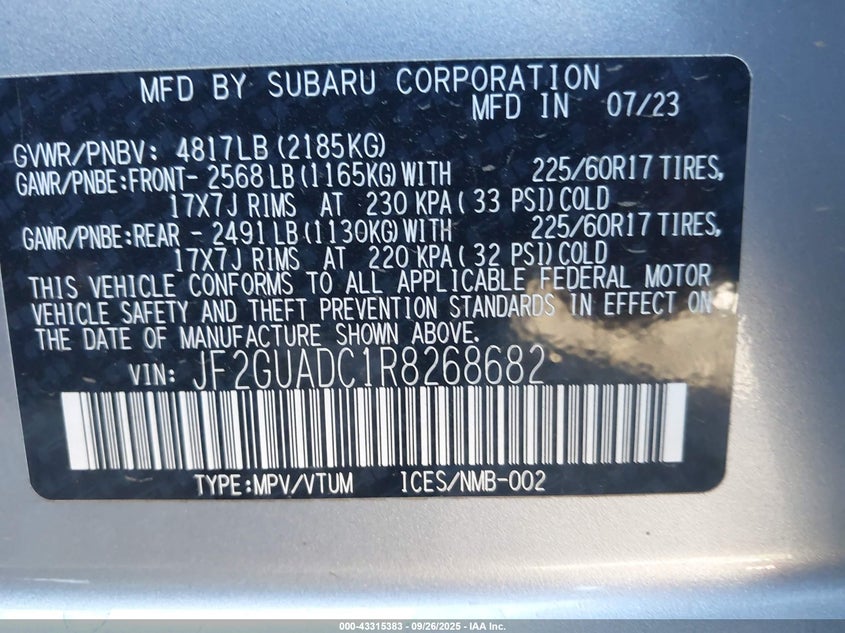 MFD BY SUBARU CORPORATION
MFD IN 07/23
GVWR/PNBV: 4817LB (2185KG)
GAWR/PNBE:FRONT- 2568 LB (1165KG) WITH 225/60R17 TIRES,
17X7J RIMS AT 230 KPA ( 33 PSI) COLD
GAWR/PNBE:REAR - 2491 LB (1130KG) WITH 225/60R17 TIRES,
17X7J RIMS AT 220 KPA ( 32 PSI) COLD
THIS VEHICLE CONFORMS TO ALL APPLICABLE FEDERAL MOTOR
VEHICLE SAFETY AND THEFT PREVENTION STANDARDS IN EFFECT ON
THE DATE OF MANUFACTURE SHOWN ABOVE.
VIN: JF2GUADC1R8268682
TYPE:MPV/VTUM ICES/NMB-002
000-43315383 - 09/26/2025 - IAA Inc.